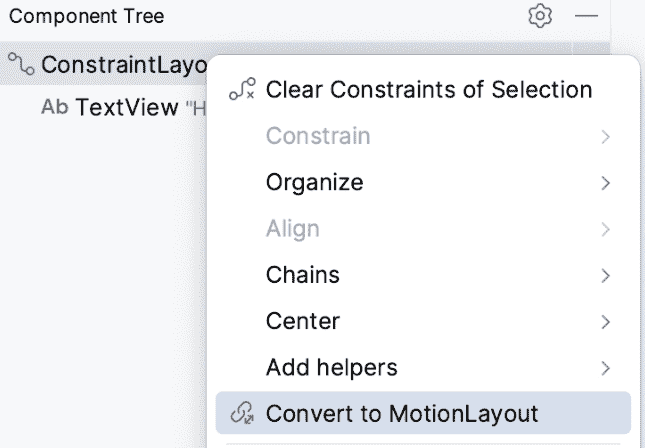 Component Tree
ConstraintLayo
Ab TextView "H
Clear Constraints of Selection
Constrain
Organize
Align
Chains
Center
Add helpers
Convert to MotionLayout